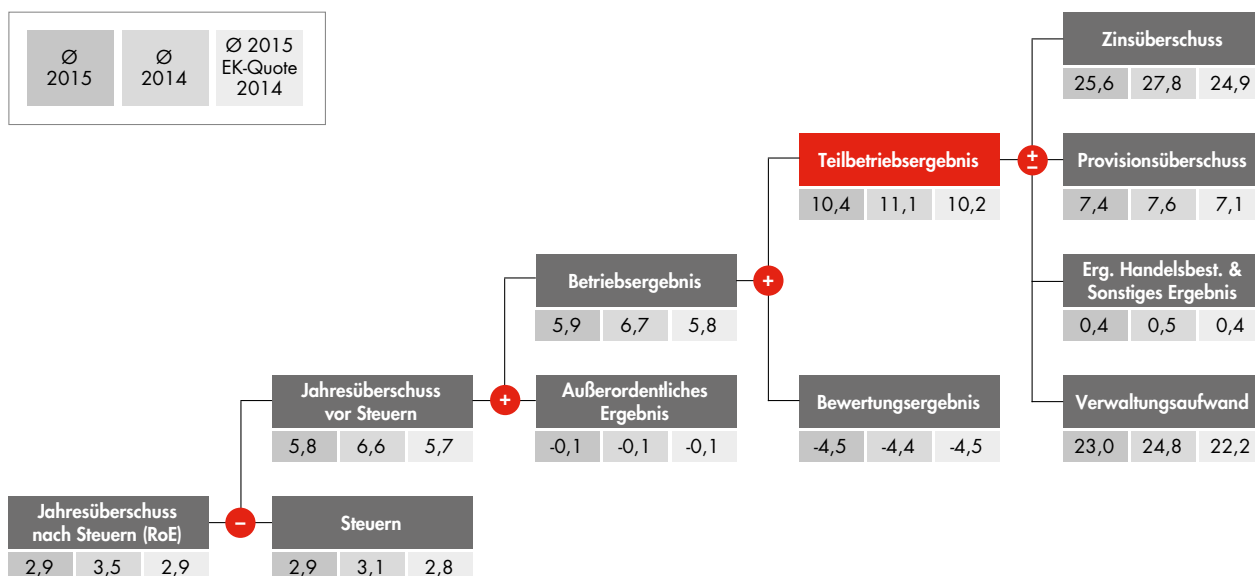 Ø
2015
Ø
2014
Ø 2015
EK-Quote
2014
Zinsüberschuss
25,6 27,8 24,9
Teilbetriebsergebnis
10,4 11,1 10,2
±
Provisionsüberschuss
7,4 7,6 7,1
Betriebsergebnis
5,9 6,7 5,8
+
Erg. Handelsbest. &
Sonstiges Ergebnis
0,4 0,5 0,4
Jahresüberschuss
vor Steuern
5,8 6,6 5,7
+
Außerordentliches
Ergebnis
-0,1 -0,1 -0,1
Bewertungsergebnis
-4,5 -4,4 -4,5
Verwaltungsaufwand
23,0 24,8 22,2
Jahresüberschuss
nach Steuern (RoE)
2,9 3,5 2,9
–
Steuern
2,9 3,1 2,8